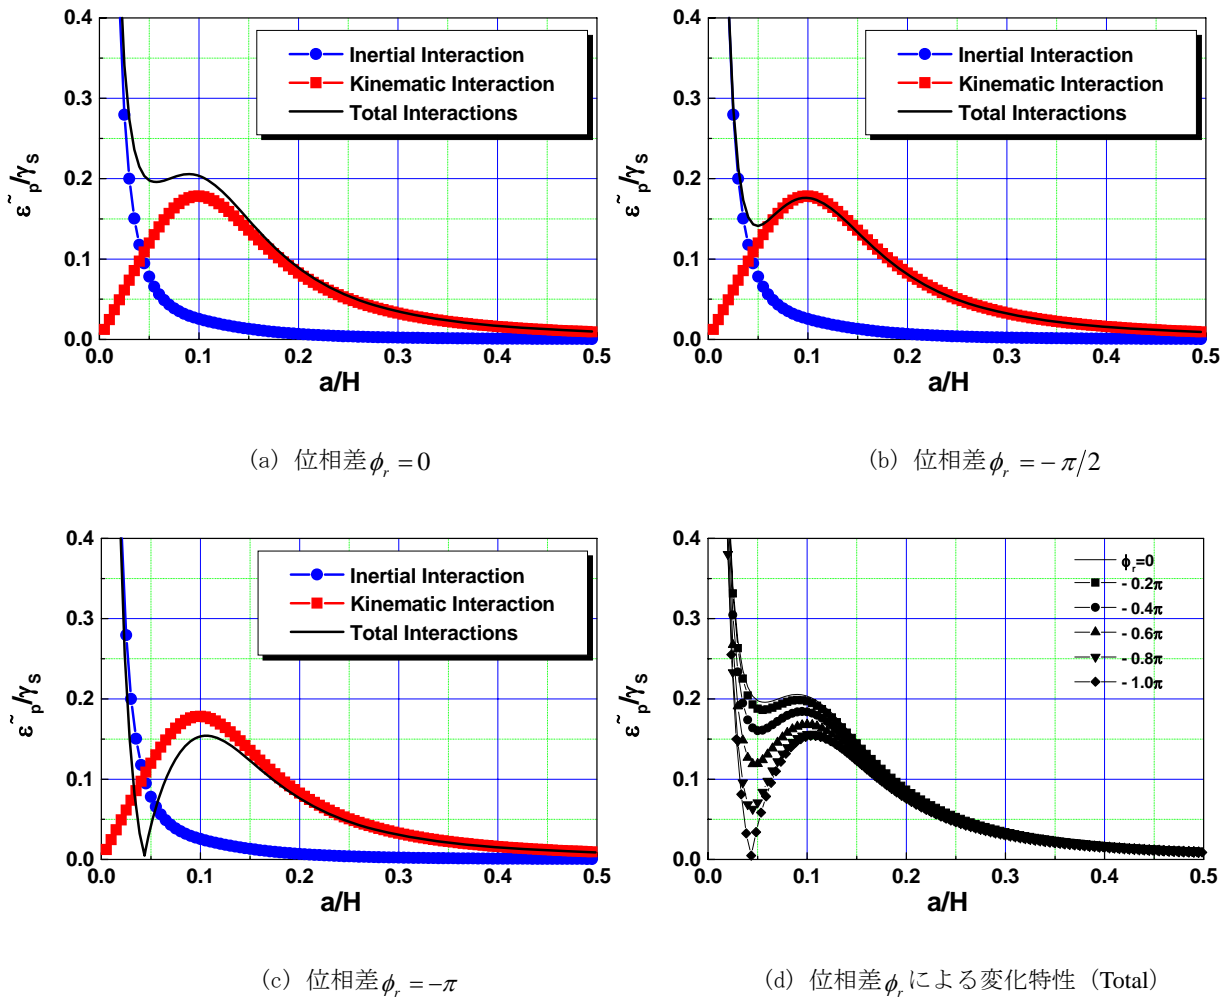 0.4
0.3
0.2
0.1
0.0
ε̃p/γS
Inertial Interaction
Kinematic Interaction
Total Interactions
0.0 0.1 0.2 0.3 0.4 0.5
a/H
(a) 位相差φr = 0
0.4
0.3
0.2
0.1
0.0
ε̃p/γS
Inertial Interaction
Kinematic Interaction
Total Interactions
0.0 0.1 0.2 0.3 0.4 0.5
a/H
(b) 位相差φr = − π/2
0.4
0.3
0.2
0.1
0.0
ε̃p/γS
Inertial Interaction
Kinematic Interaction
Total Interactions
0.0 0.1 0.2 0.3 0.4 0.5
a/H
(c) 位相差φr = −π
0.4
0.3
0.2
0.1
0.0
ε̃p/γS
ϕr=0
- 0.2π
- 0.4π
- 0.6π
- 0.8π
- 1.0π
0.0 0.1 0.2 0.3 0.4 0.5
a/H
(d) 位相差φrによる変化特性 (Total)